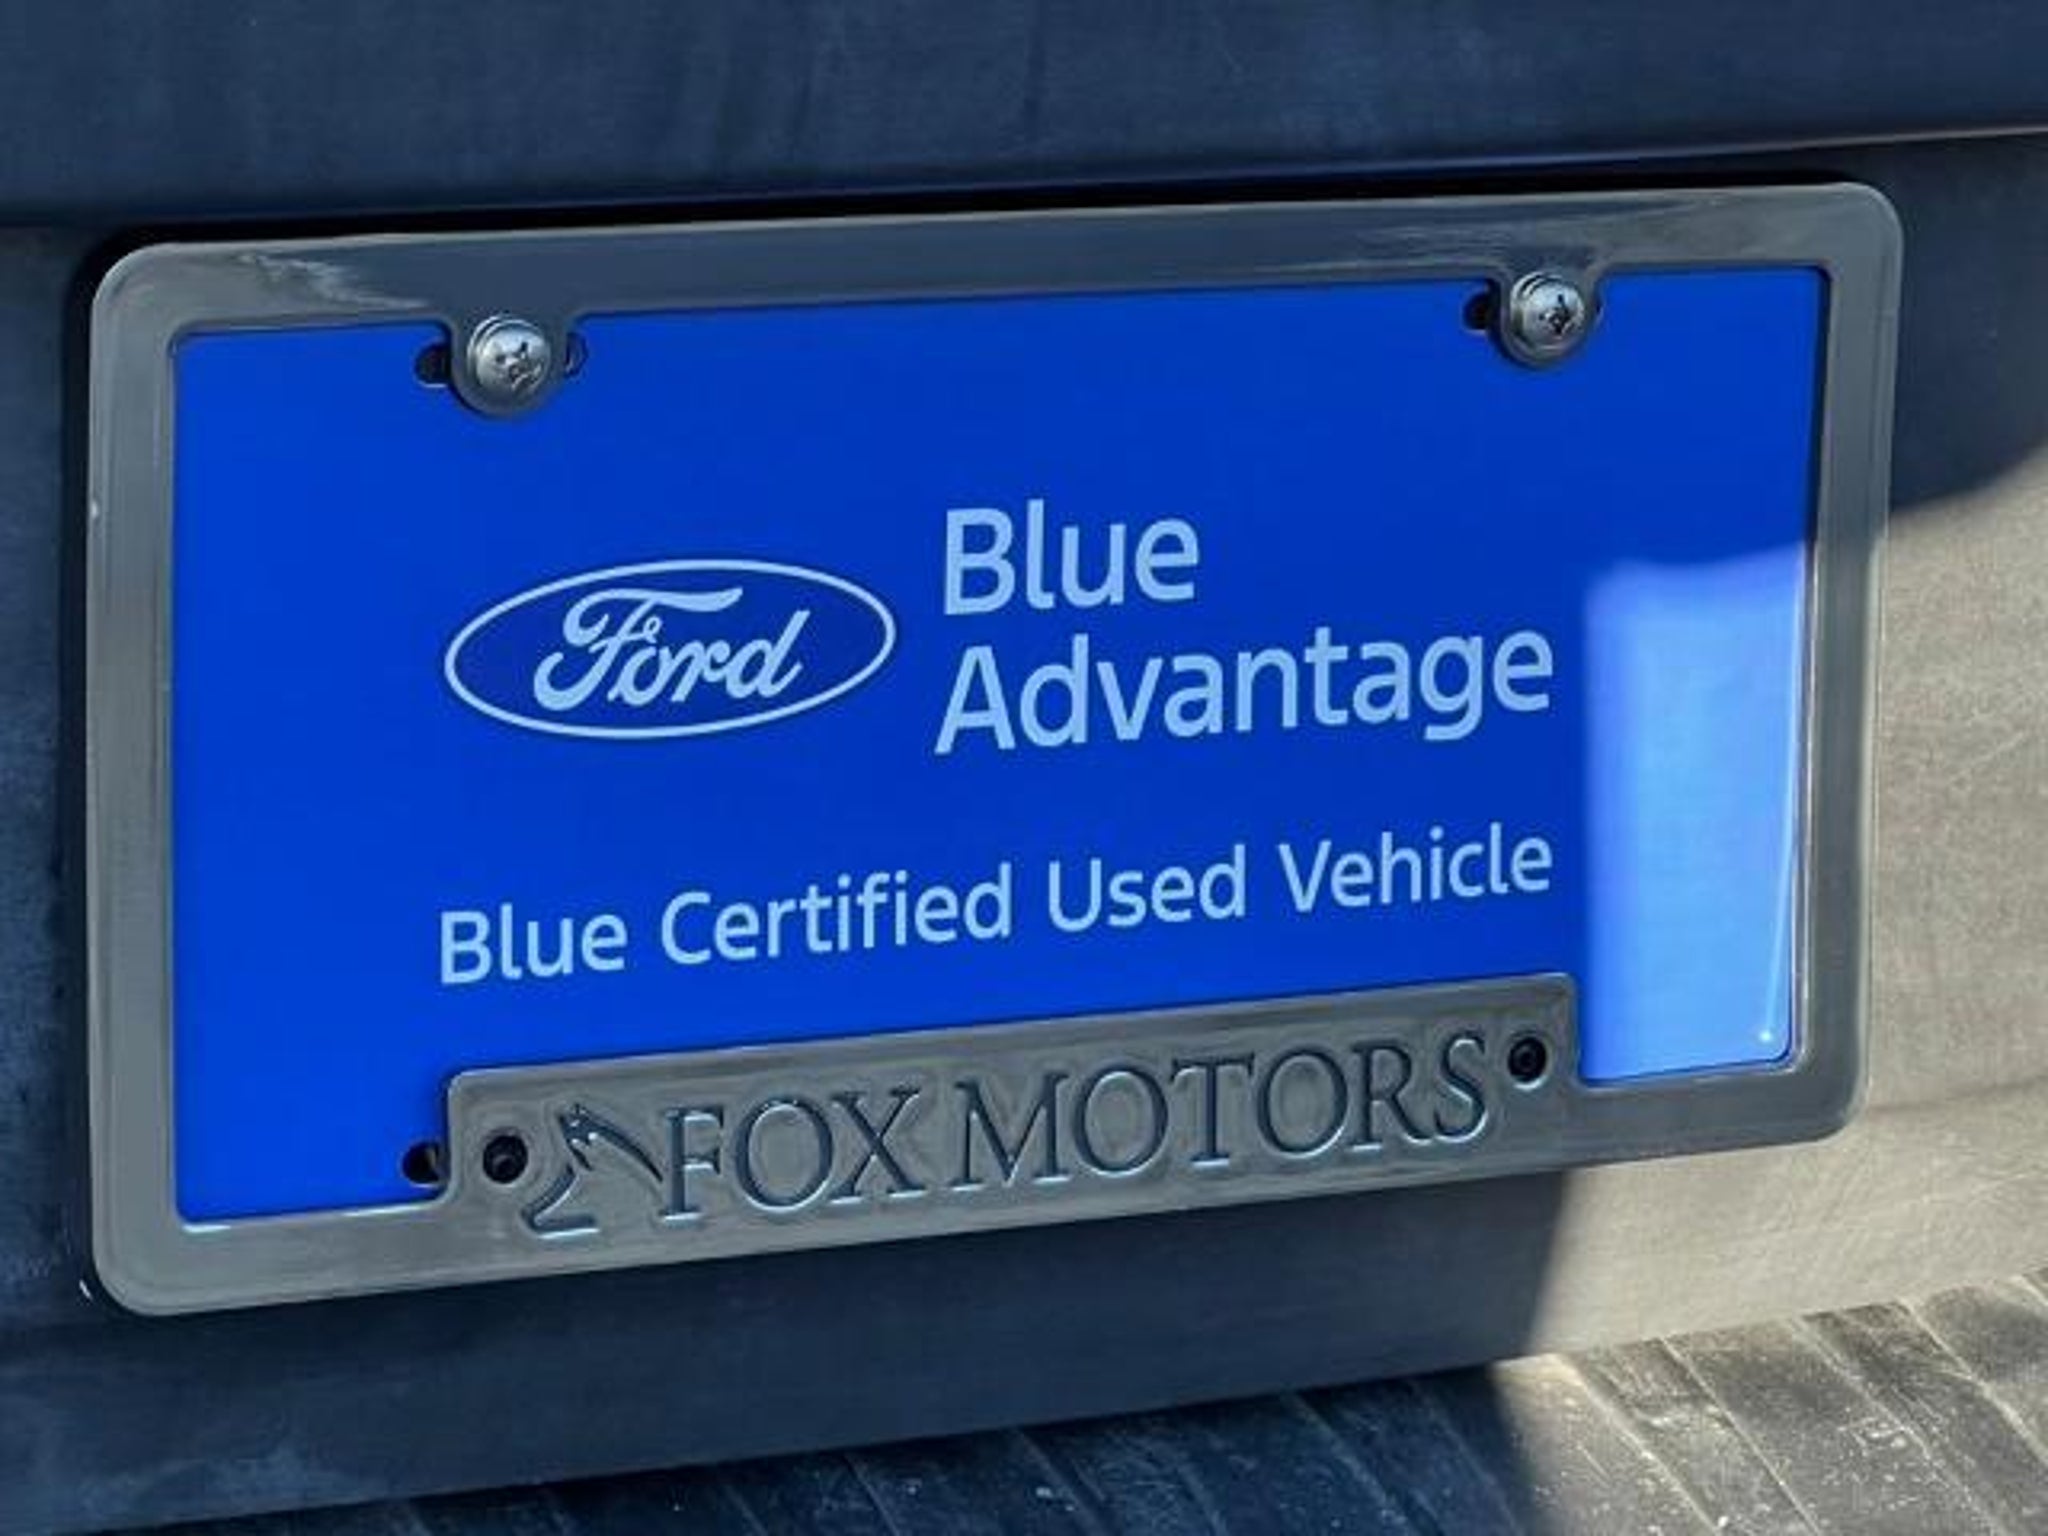 Ford
Blue
Advantage
Blue Certified Used Vehicle
FOX MOTORS